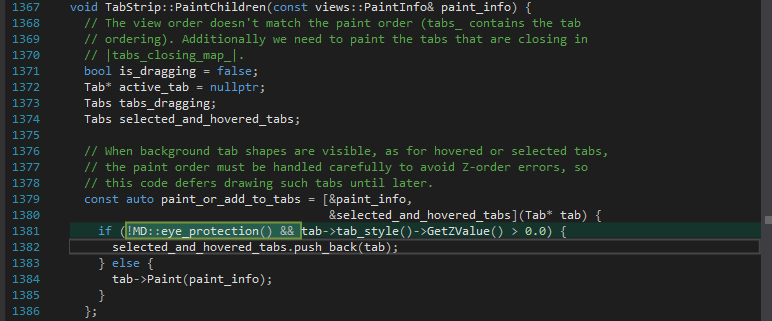 1367 void TabStrip::PaintChildren(const views::PaintInfo& paint_info) {
1368 // The view order doesn't match the paint order (tabs_ contains the tab
1369 // ordering). Additionally we need to paint the tabs that are closing in
1370 // |tabs_closing_map_|.
1371 bool is_dragging = false;
1372 Tab* active_tab = nullptr;
1373 Tabs tabs_dragging;
1374 Tabs selected_and_hovered_tabs;
1375
1376 // When background tab shapes are visible, as for hovered or selected tabs,
1377 // the paint order must be handled carefully to avoid Z-order errors, so
1378 // this code defers drawing such tabs until later.
1379 const auto paint_or_add_to_tabs = [&paint_info,
1380 &selected_and_hovered_tabs](Tab* tab) {
1381 if (!MD::eye_protection() && tab->tab_style()->GetZValue() > 0.0) {
1382 selected_and_hovered_tabs.push_back(tab);
1383 } else {
1384 tab->Paint(paint_info);
1385 }
1386 };